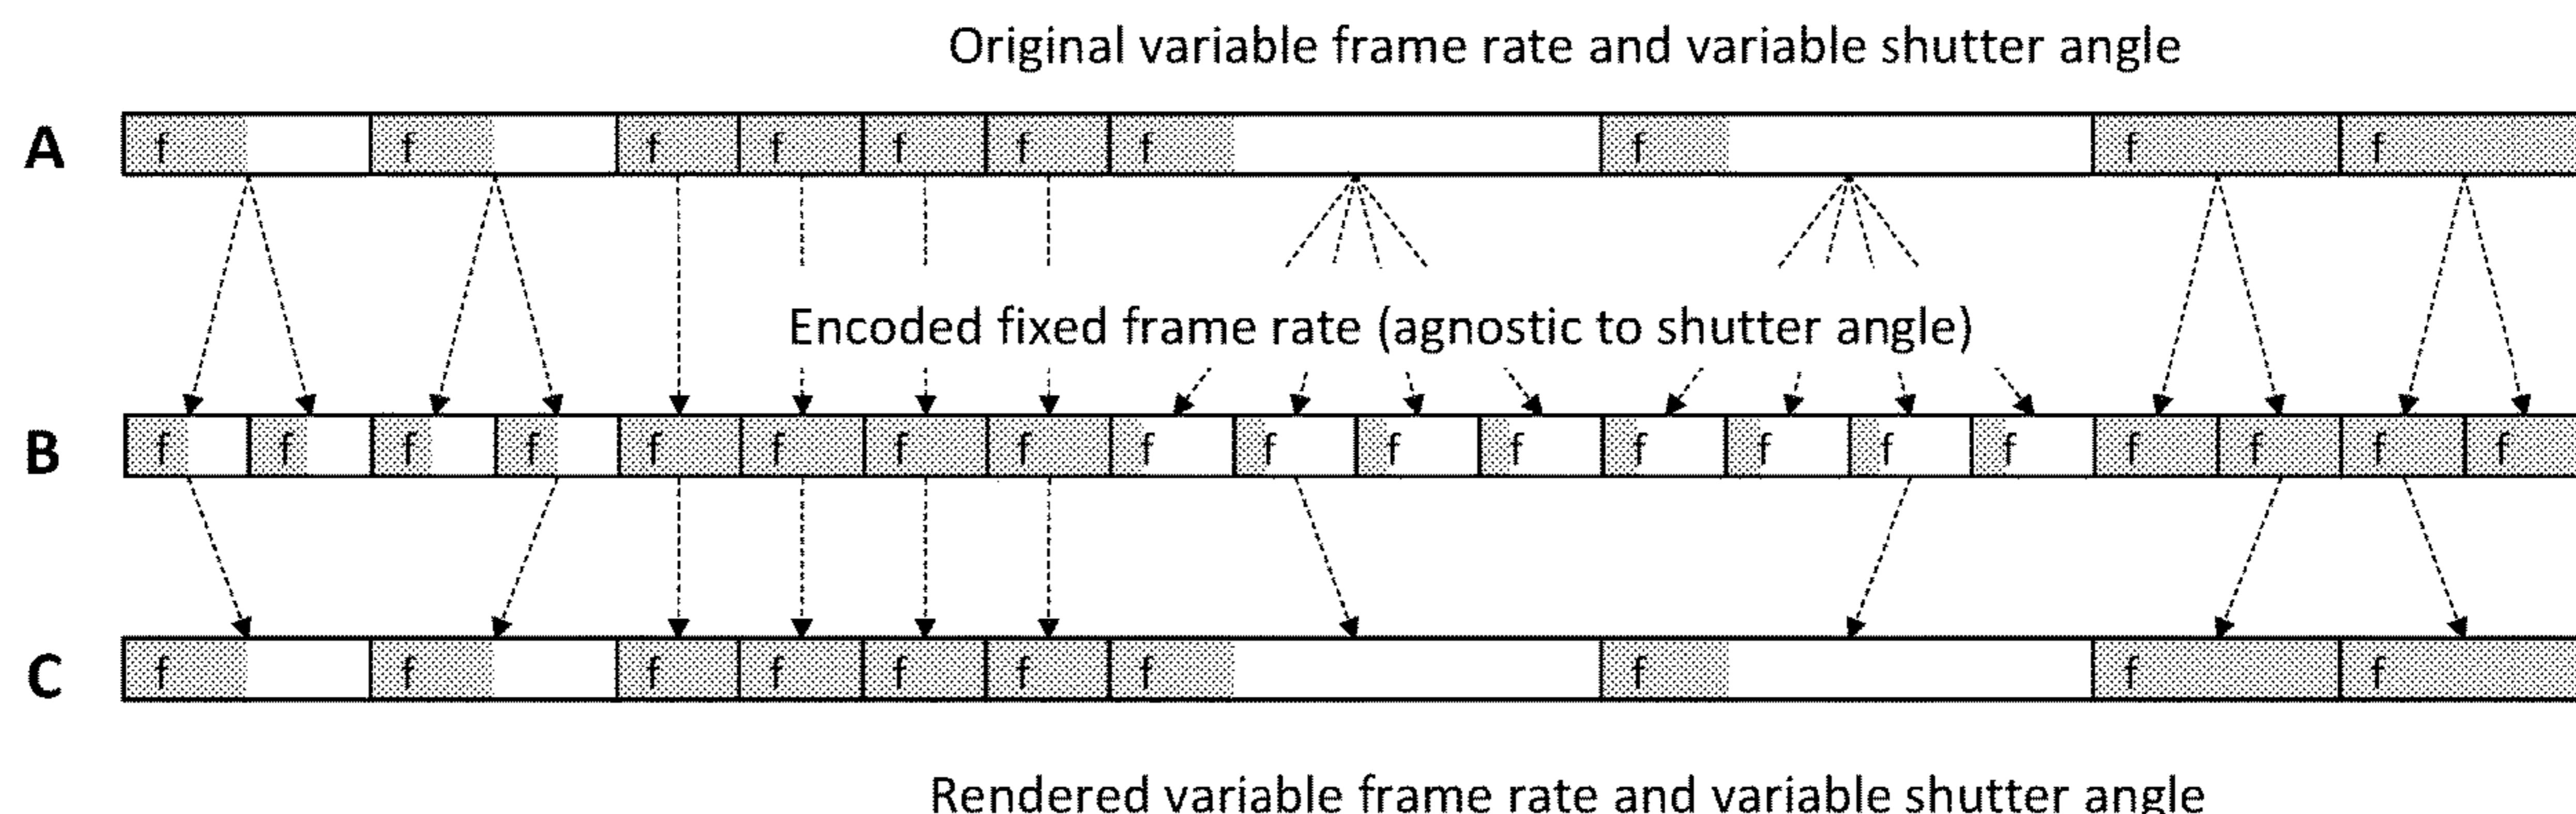 Original variable frame rate and variable shutter angle
A f f f f f f f f f f
Encoded fixed frame rate (agnostic to shutter angle)
B f f f f f f f f f f f f f f f f f f f f
C f f f f f f f f f f
Rendered variable frame rate and variable shutter angle